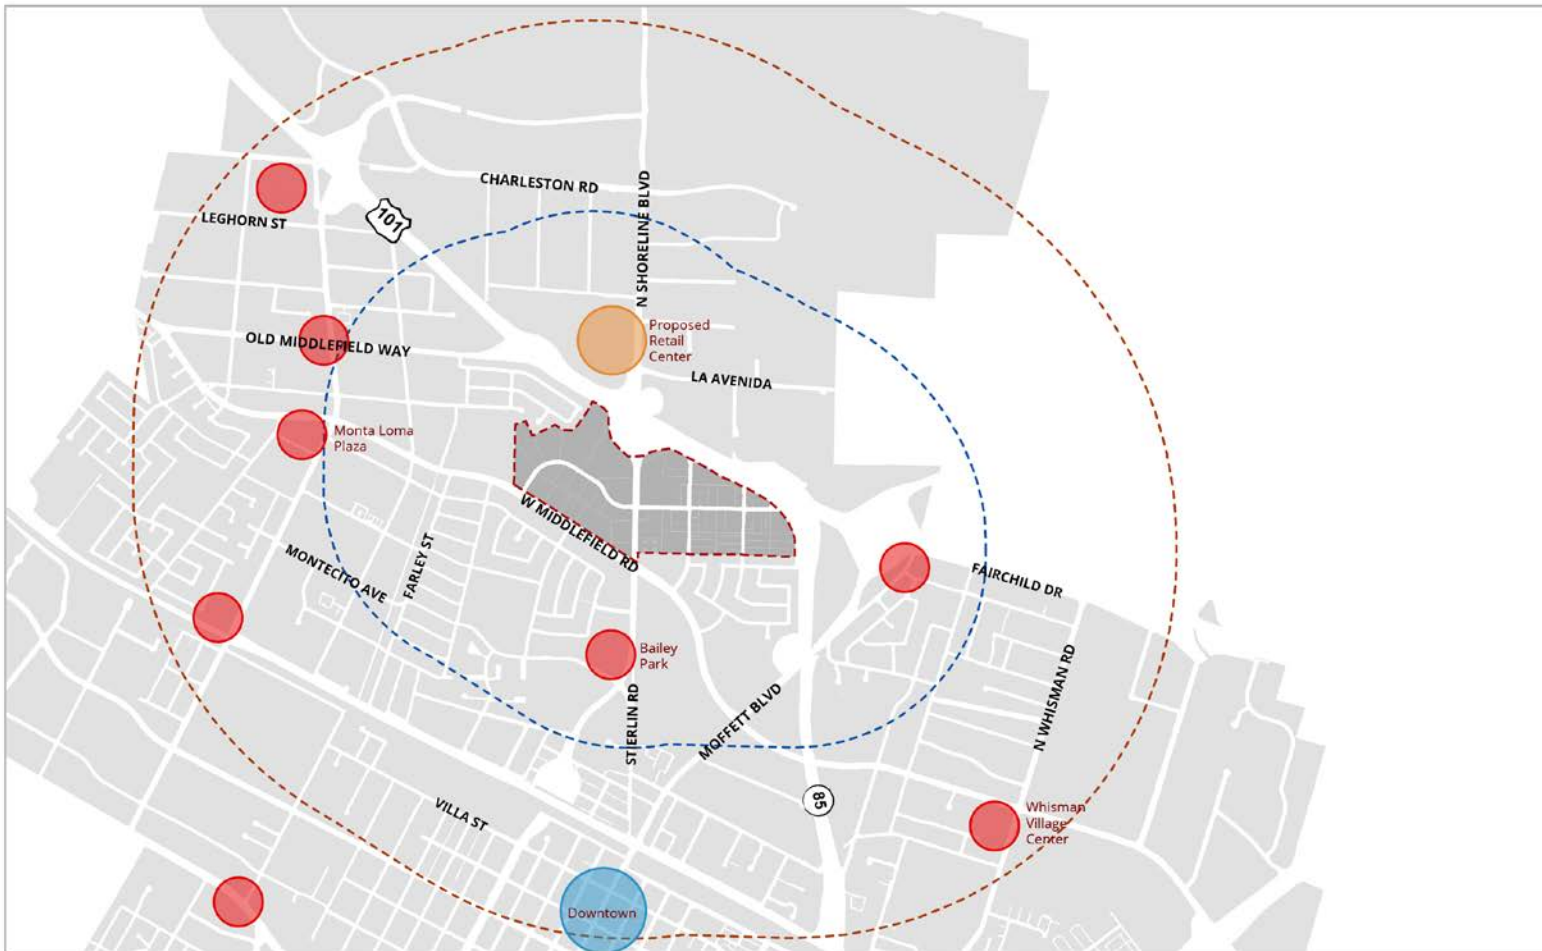 CHARLESTON RD
N SHORELINE BLVD
LEGHORN ST
101
Proposed
Retail
Center
OLD MIDDLEFIELD WAY
LA AVENIDA
Monta Loma
Plaza
W MIDDLEFIELD RD
MONTECITO AVE
FARLEY ST
FAIRCHILD DR
Bailey
Park
N WHISMAN RD
STIERLIN RD
MOFFETT BLVD
85
VILLA ST
Whisman
Village
Center
Downtown